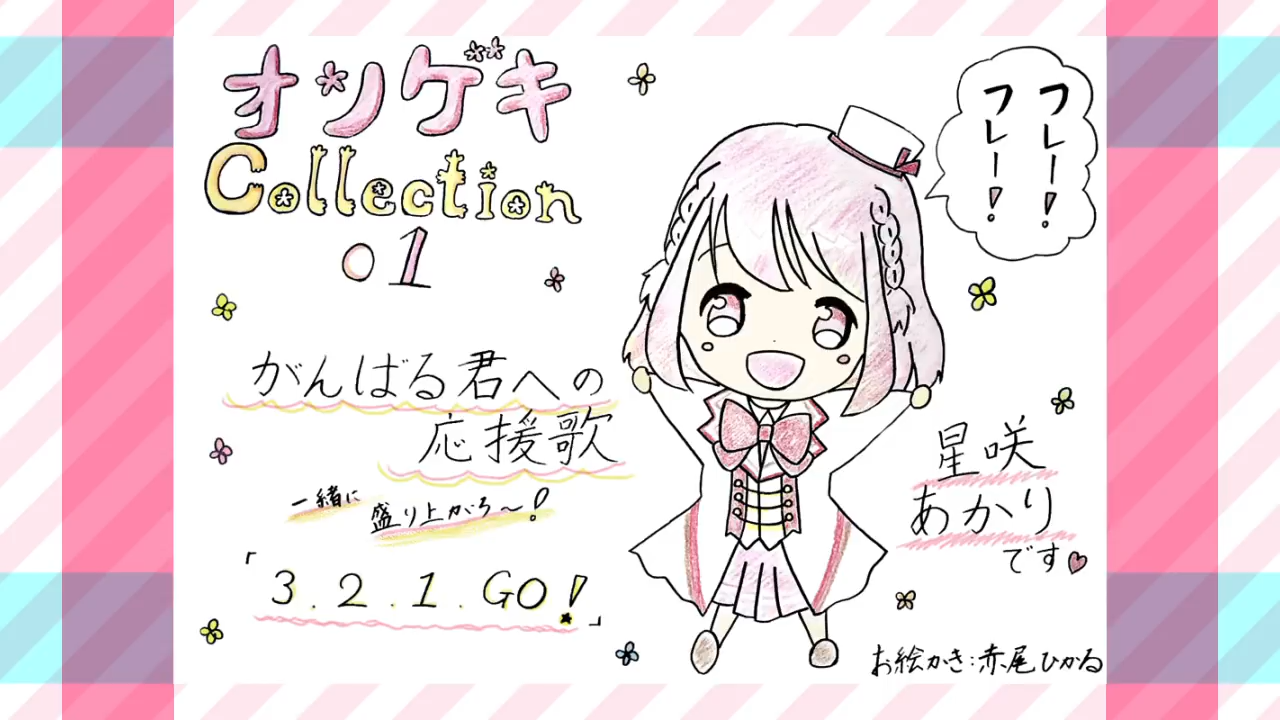 オンゲキ
Collection
01
がんばる君への
応援歌
一緒に
盛り上がろ～！
「3.2.1.GO！」
フレー！
フレー！
星咲
あかり
です♥
お絵かき：赤尾ひかる